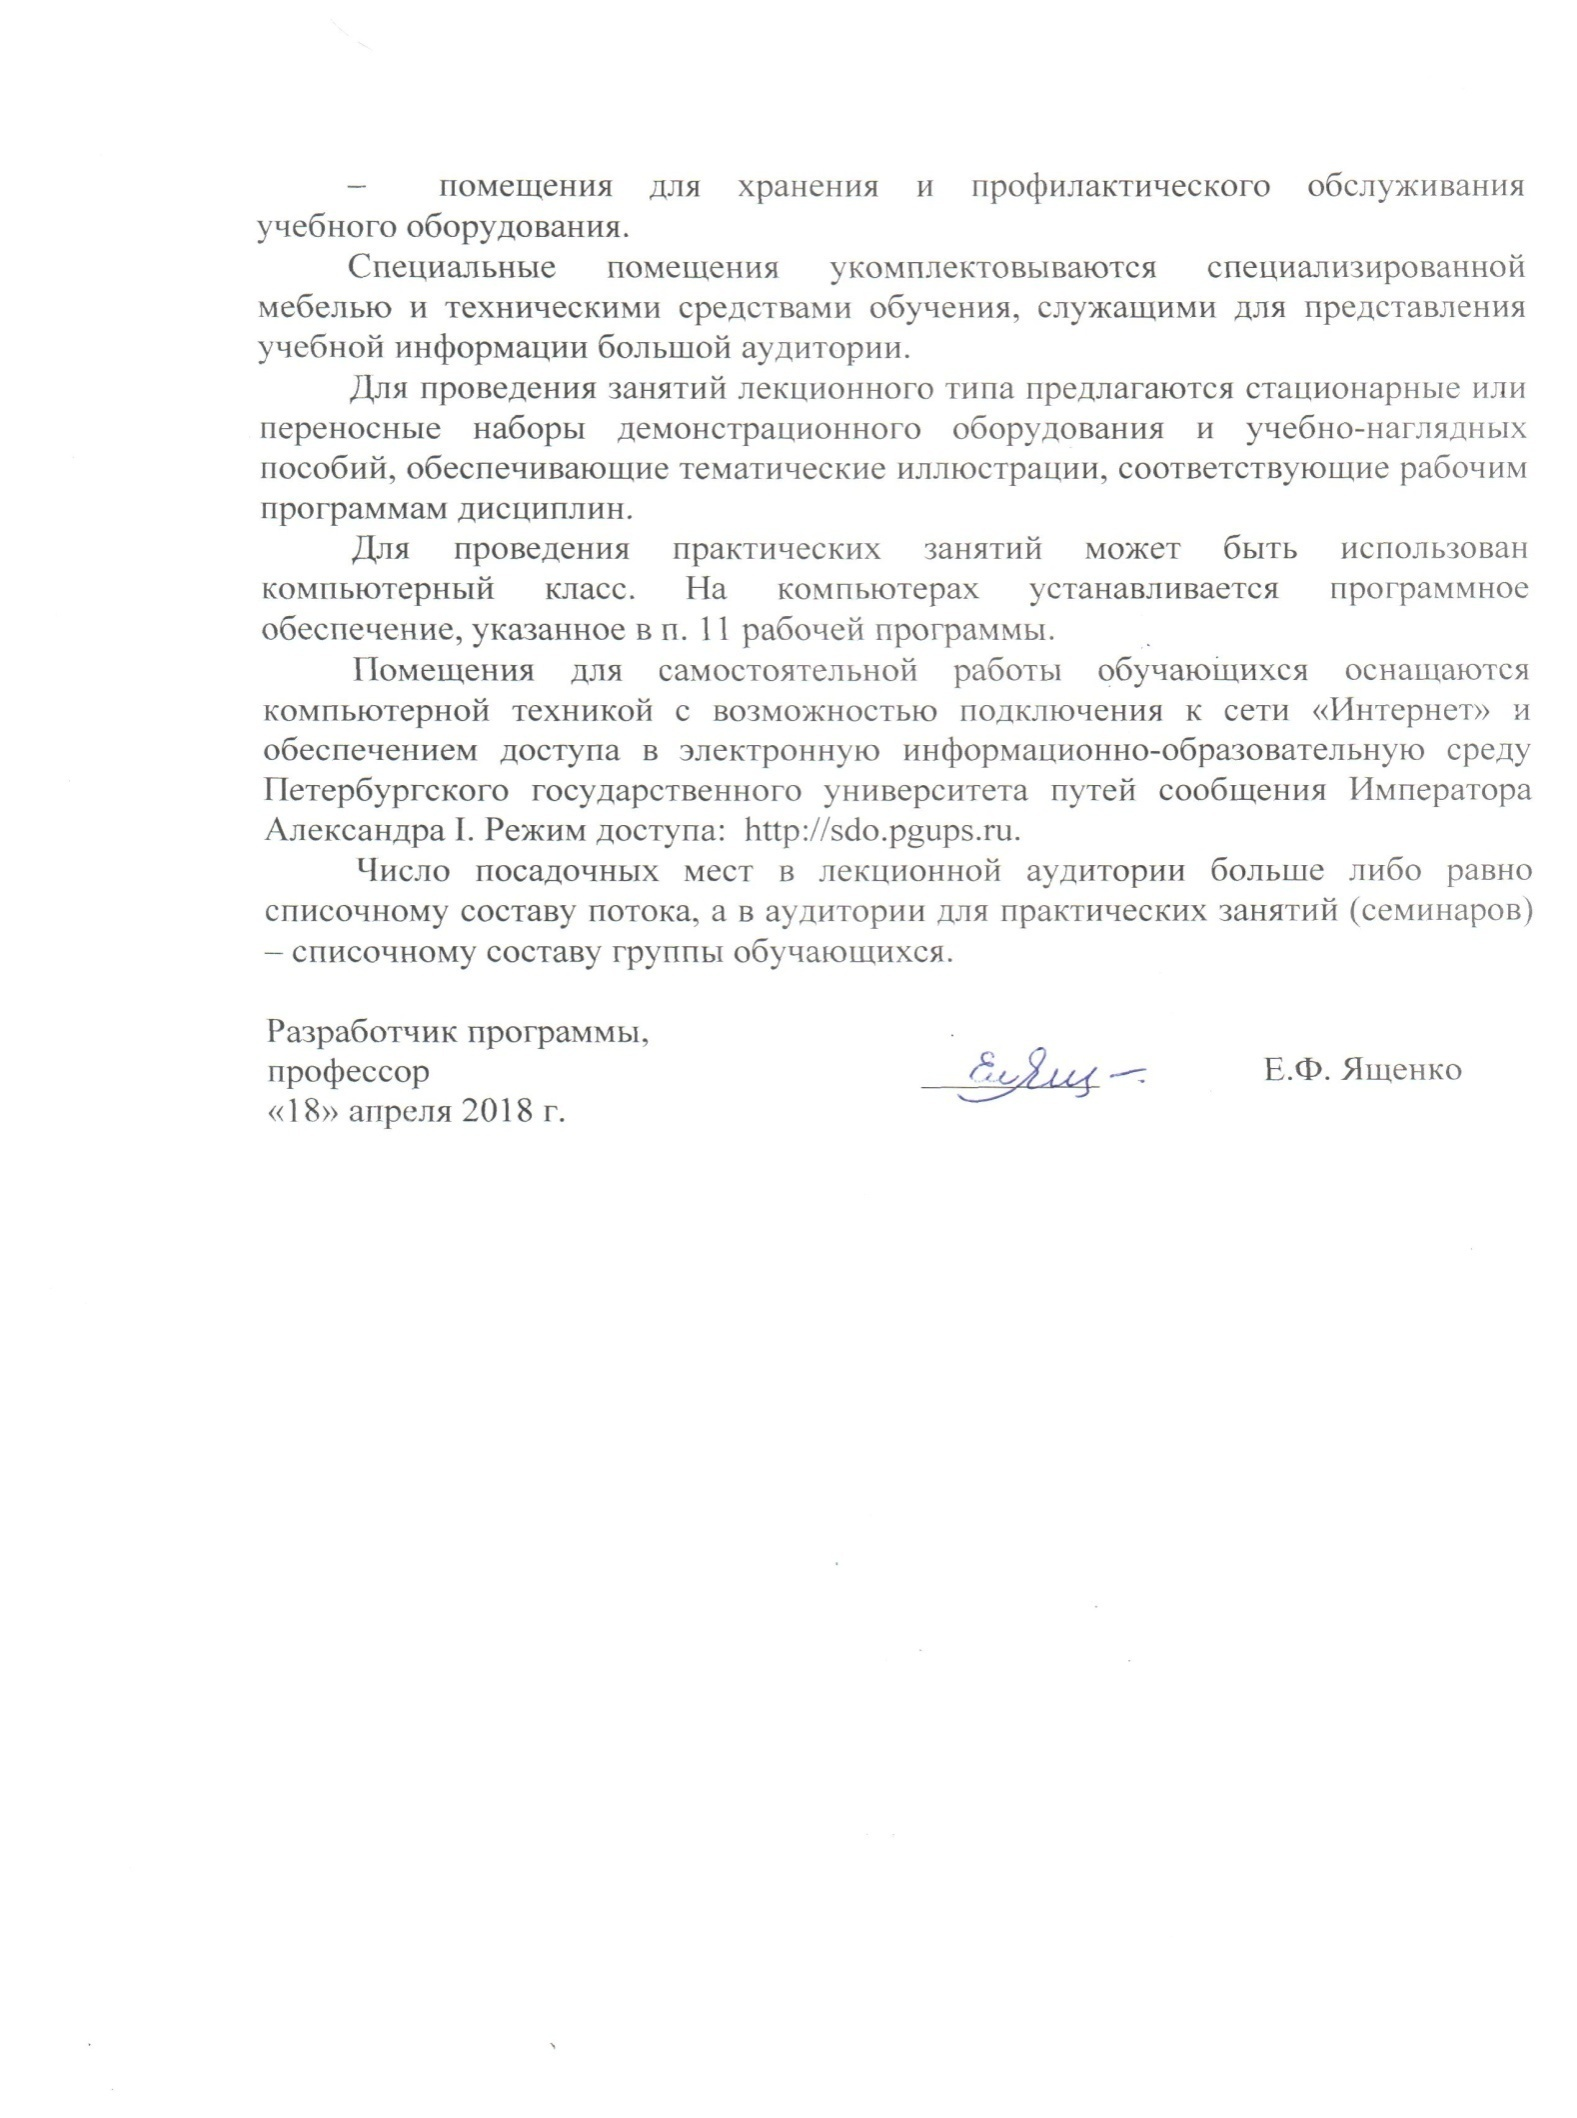 – помещения для хранения и профилактического обслуживания
учебного оборудования.
Специальные помещения укомплектовываются специализированной
мебелью и техническими средствами обучения, служащими для представления
учебной информации большой аудитории.
Для проведения занятий лекционного типа предлагаются стационарные или
переносные наборы демонстрационного оборудования и учебно-наглядных
пособий, обеспечивающие тематические иллюстрации, соответствующие рабочим
программам дисциплин.
Для проведения практических занятий может быть использован
компьютерный класс. На компьютерах устанавливается программное
обеспечение, указанное в п. 11 рабочей программы.
Помещения для самостоятельной работы обучающихся оснащаются
компьютерной техникой с возможностью подключения к сети «Интернет» и
обеспечением доступа в электронную информационно-образовательную среду
Петербургского государственного университета путей сообщения Императора
Александра I. Режим доступа: http://sdo.pgups.ru.
Число посадочных мест в лекционной аудитории больше либо равно
списочному составу потока, а в аудитории для практических занятий (семинаров)
– списочному составу группы обучающихся.
Разработчик программы,
профессор Е.Ф. Ященко
«18» апреля 2018 г.